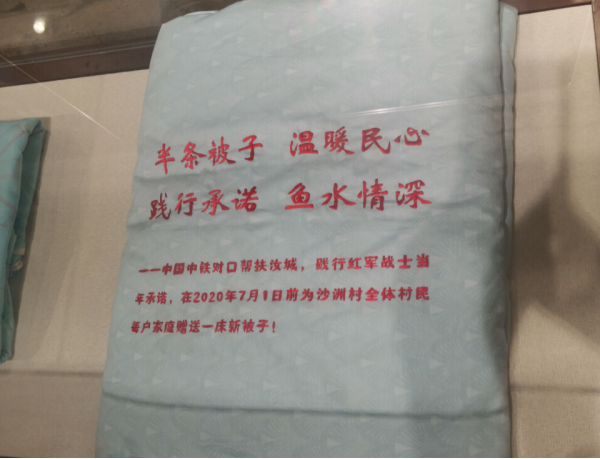 半条被子 温暖民心
践行承诺 鱼水情深
——中国中铁对口帮扶汝城，践行红军战士当
年承诺，在2020年7月1日前为沙洲村全体村民
每户家庭赠送一床新被子！